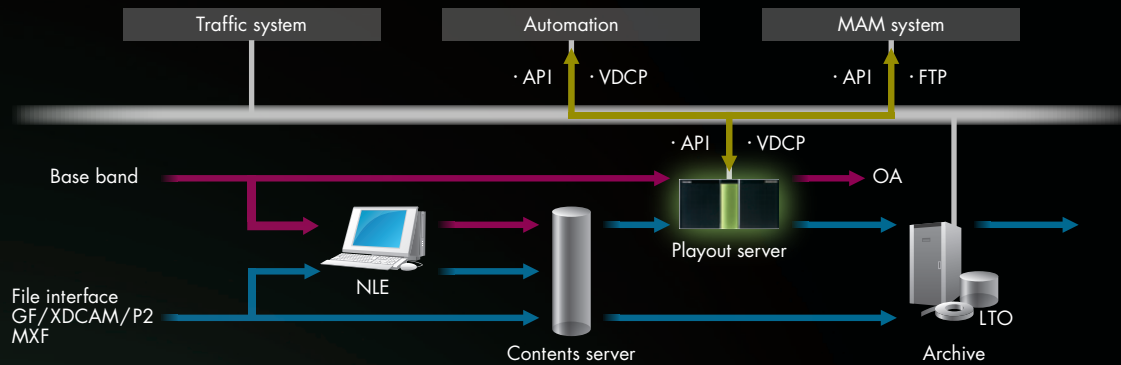 Traffic system
Automation
MAM system
· API · VDCP
· API · FTP
· API · VDCP
Base band
OA
Playout server
NLE
File interface
GF/XDCAM/P2
MXF
LTO
Contents server
Archive